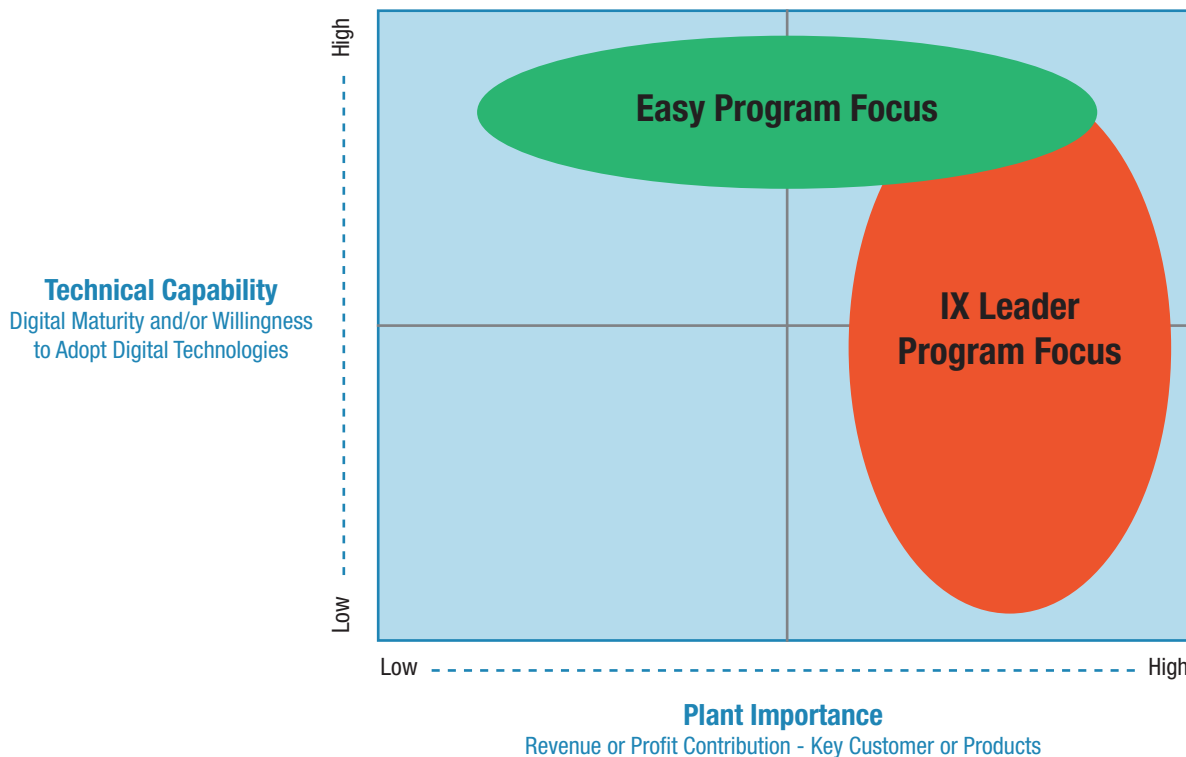 High
Easy Program Focus
IX Leader
Program Focus
Technical Capability
Digital Maturity and/or Willingness
to Adopt Digital Technologies
Low
Low
High
Plant Importance
Revenue or Profit Contribution - Key Customer or Products